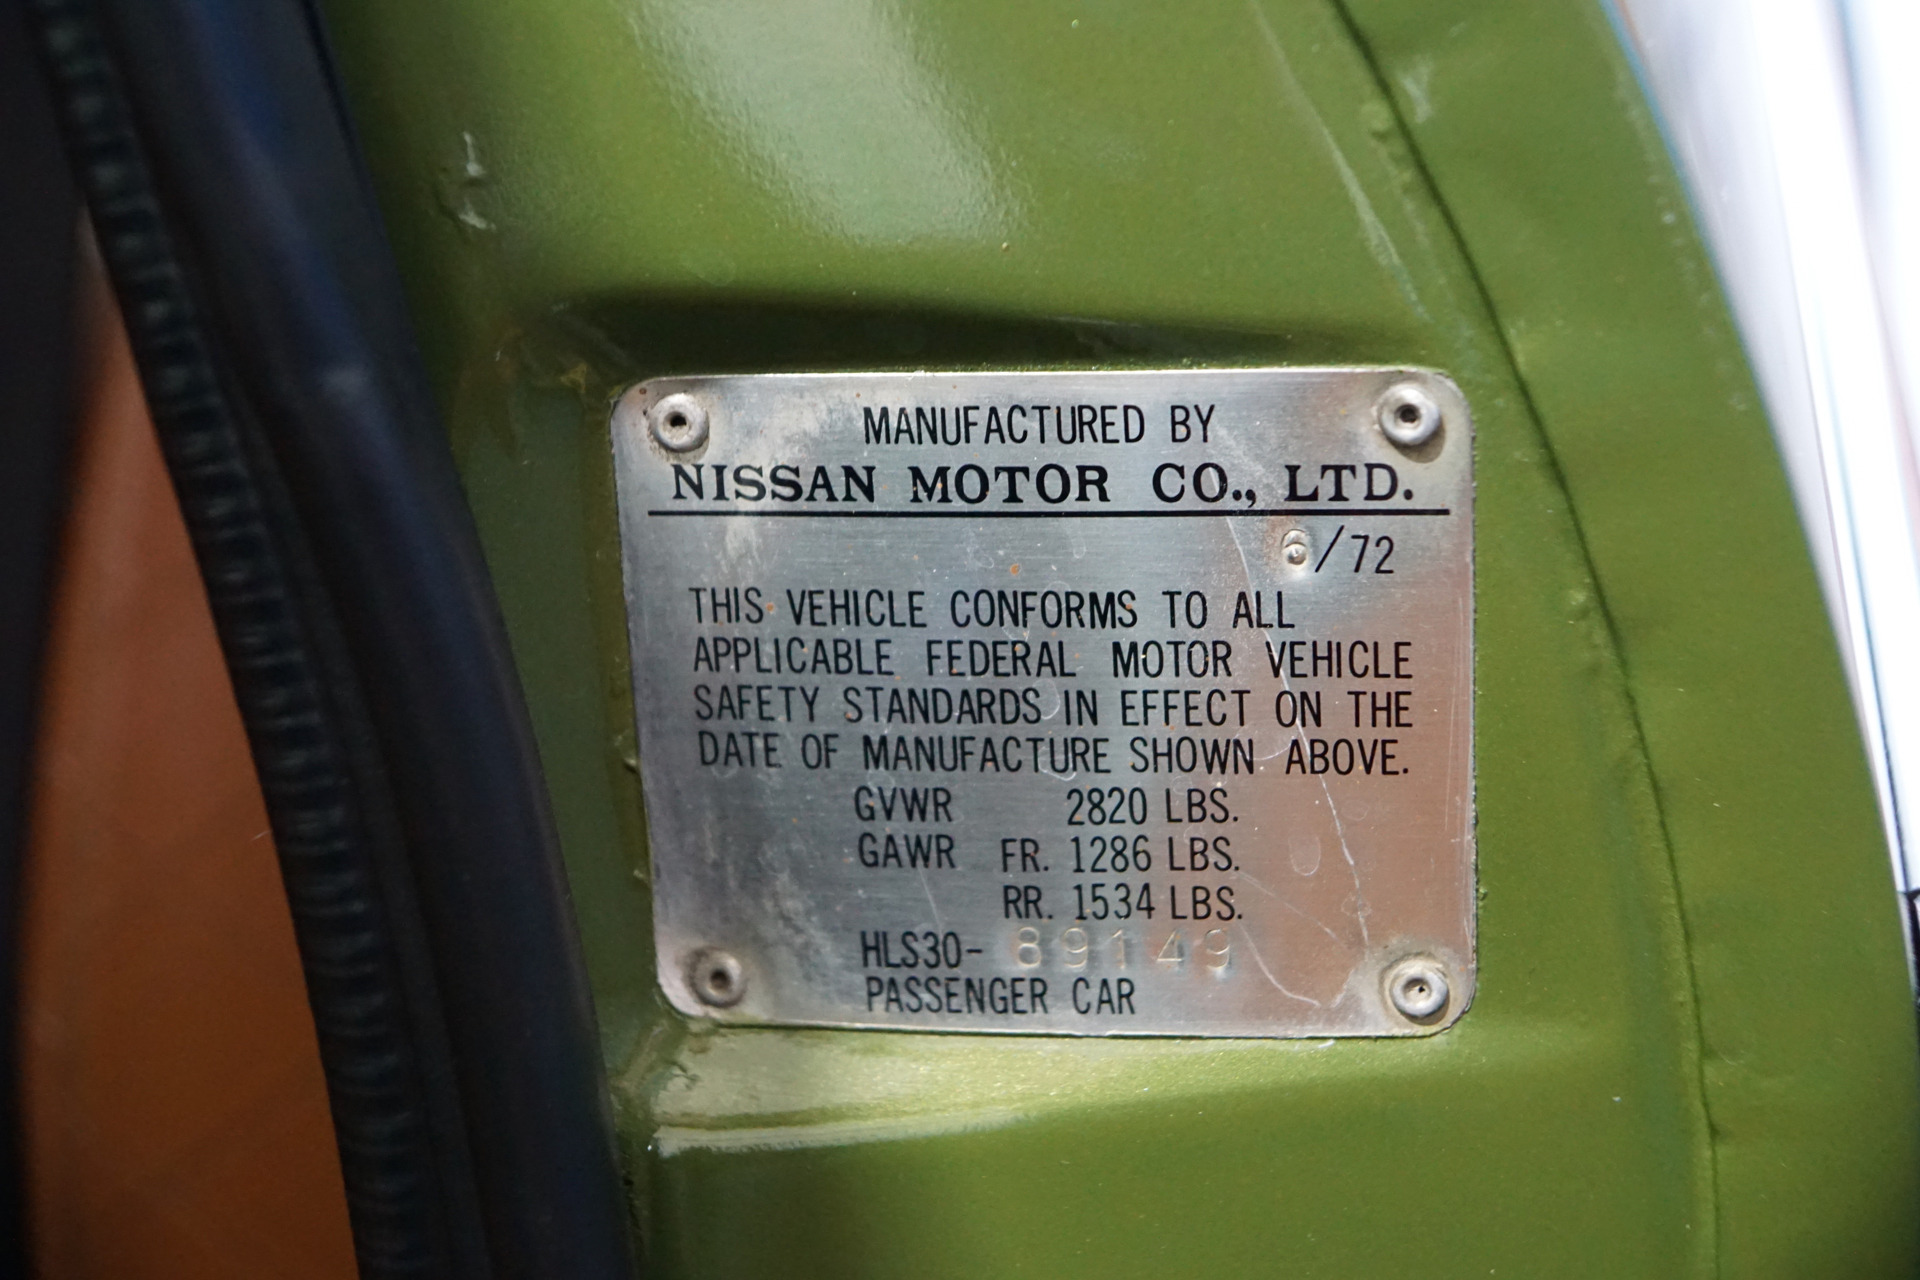 MANUFACTURED BY
NISSAN MOTOR CO., LTD.
6/72
THIS VEHICLE CONFORMS TO ALL
APPLICABLE FEDERAL MOTOR VEHICLE
SAFETY STANDARDS IN EFFECT ON THE
DATE OF MANUFACTURE SHOWN ABOVE.
GVWR 2820 LBS.
GAWR FR. 1286 LBS.
RR. 1534 LBS.
HLS30- 89149
PASSENGER CAR